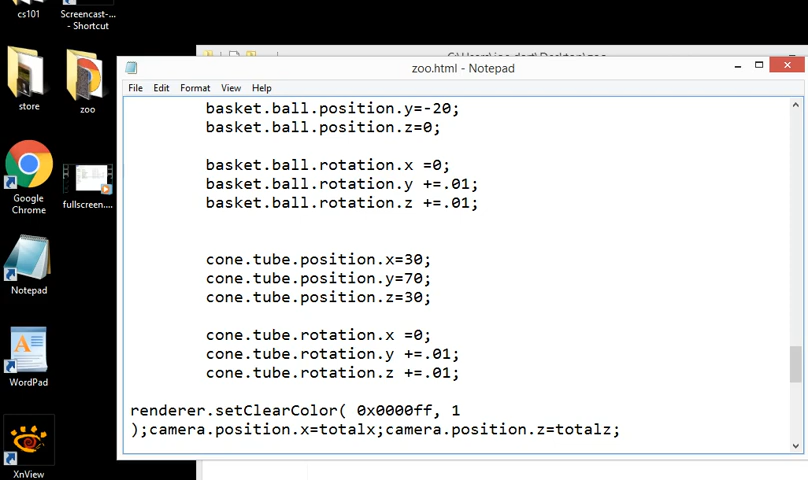 cs101
Screencast-...
- Shortcut
store
zoo
Google
Chrome
fullscreen....
Notepad
WordPad
XnView
zoo.html - Notepad
File Edit Format View Help
basket.ball.position.y=-20;
basket.ball.position.z=0;
basket.ball.rotation.x =0;
basket.ball.rotation.y +=.01;
basket.ball.rotation.z +=.01;
cone.tube.position.x=30;
cone.tube.position.y=70;
cone.tube.position.z=30;
cone.tube.rotation.x =0;
cone.tube.rotation.y +=.01;
cone.tube.rotation.z +=.01;
renderer.setClearColor( 0x0000ff, 1
);camera.position.x=totalx;camera.position.z=totalz;